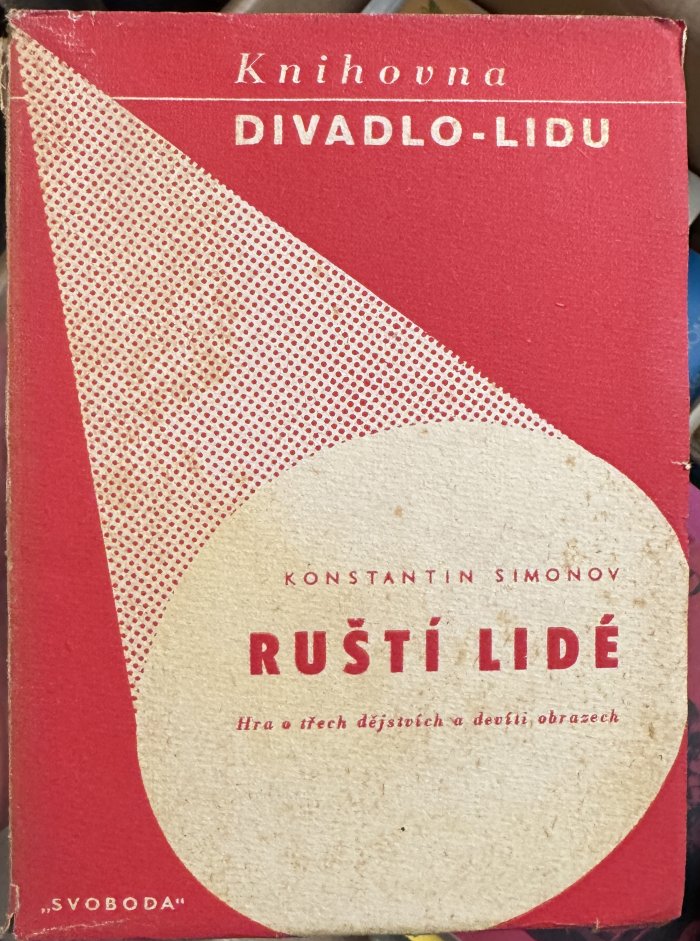 Knihovna
DIVADLO-LIDU
KONSTANTIN SIMONOV
RUŠTÍ LIDÉ
Hra o třech dějstvích a devíti obrazech
„SVOBODA“